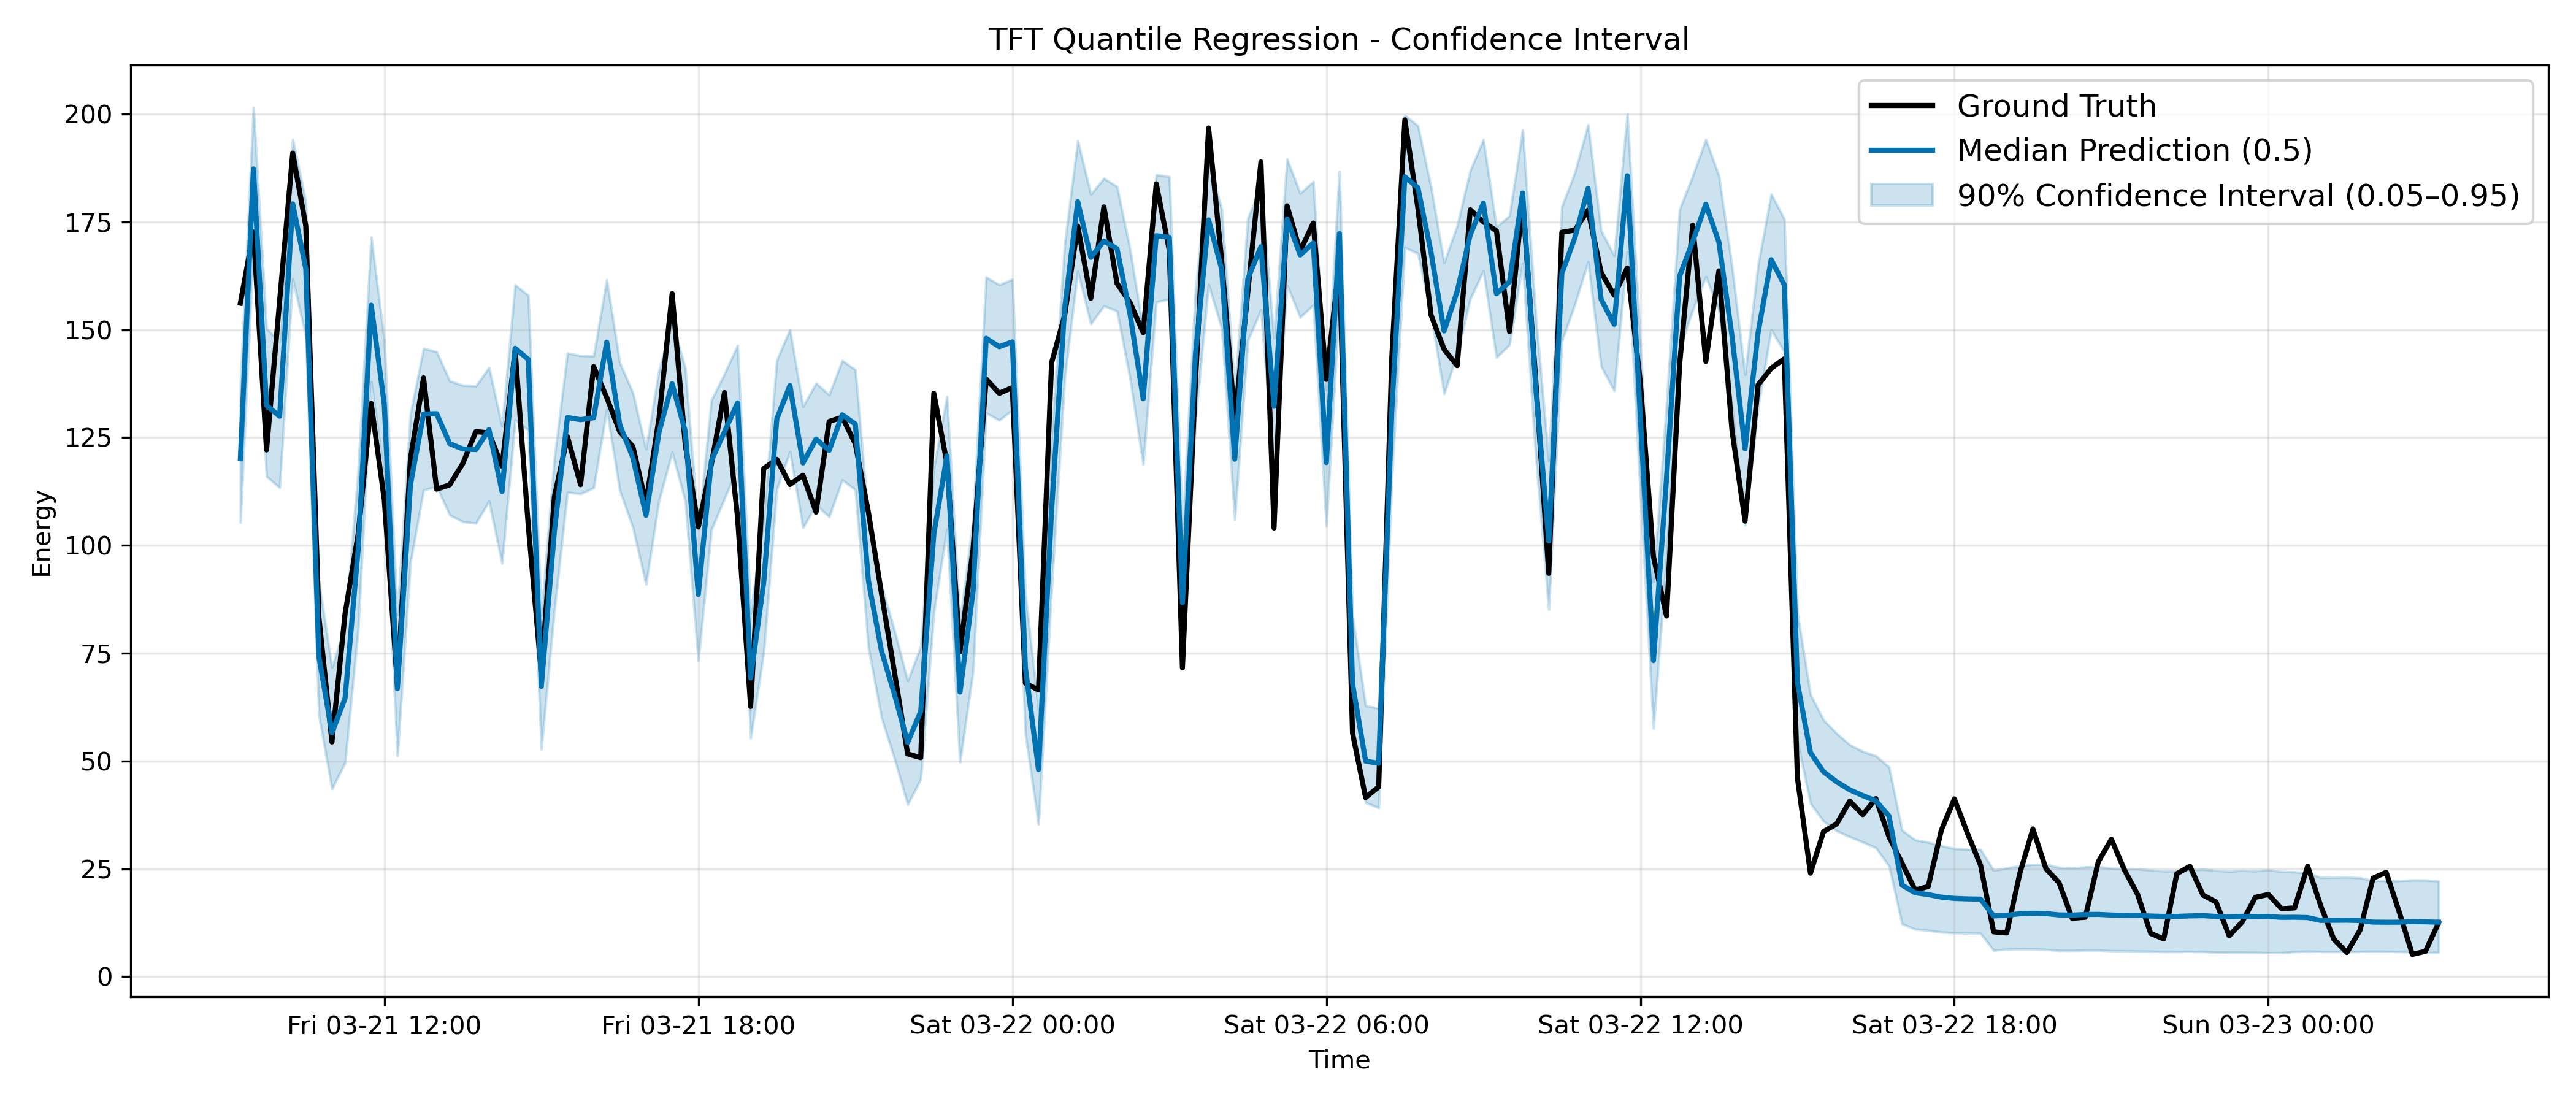 TFT Quantile Regression - Confidence Interval
Ground Truth
Median Prediction (0.5)
90% Confidence Interval (0.05–0.95)
200
175
150
125
100
75
50
25
0
Energy
Fri 03-21 12:00
Fri 03-21 18:00
Sat 03-22 00:00
Sat 03-22 06:00
Sat 03-22 12:00
Sat 03-22 18:00
Sun 03-23 00:00
Time